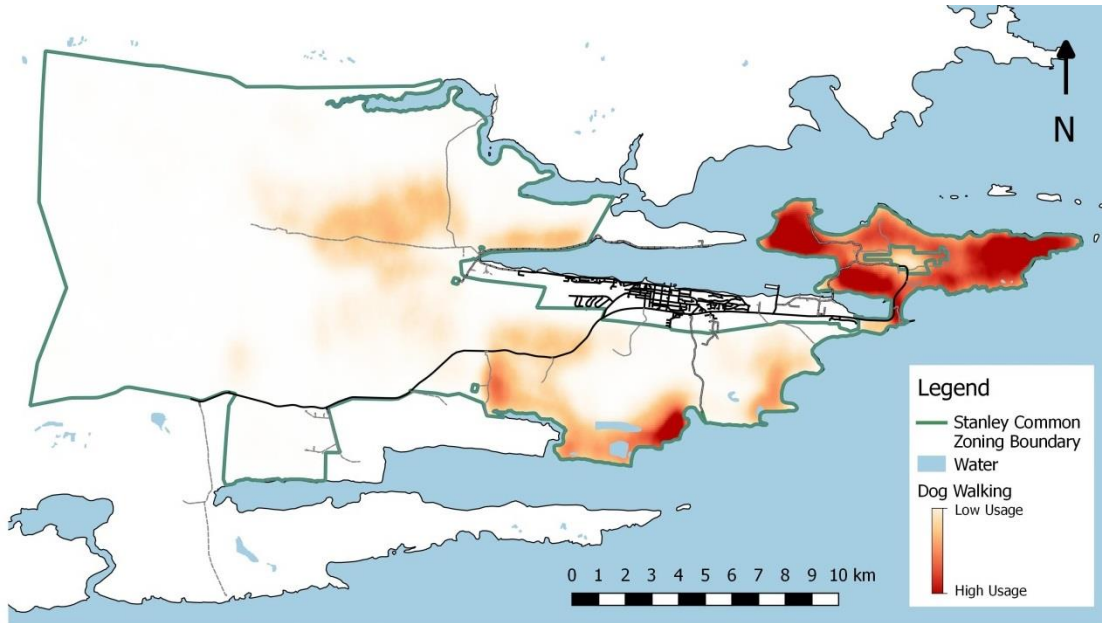 N
Legend
Stanley Common
Zoning Boundary
Water
Dog Walking
Low Usage
High Usage
0 1 2 3 4 5 6 7 8 9 10 km